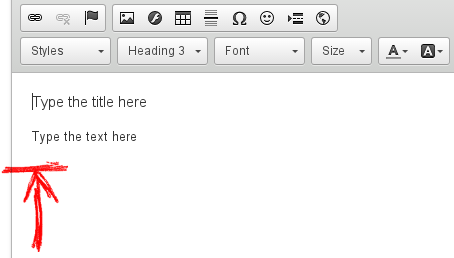 Styles Heading 3 Font Size A A
Type the title here
Type the text here